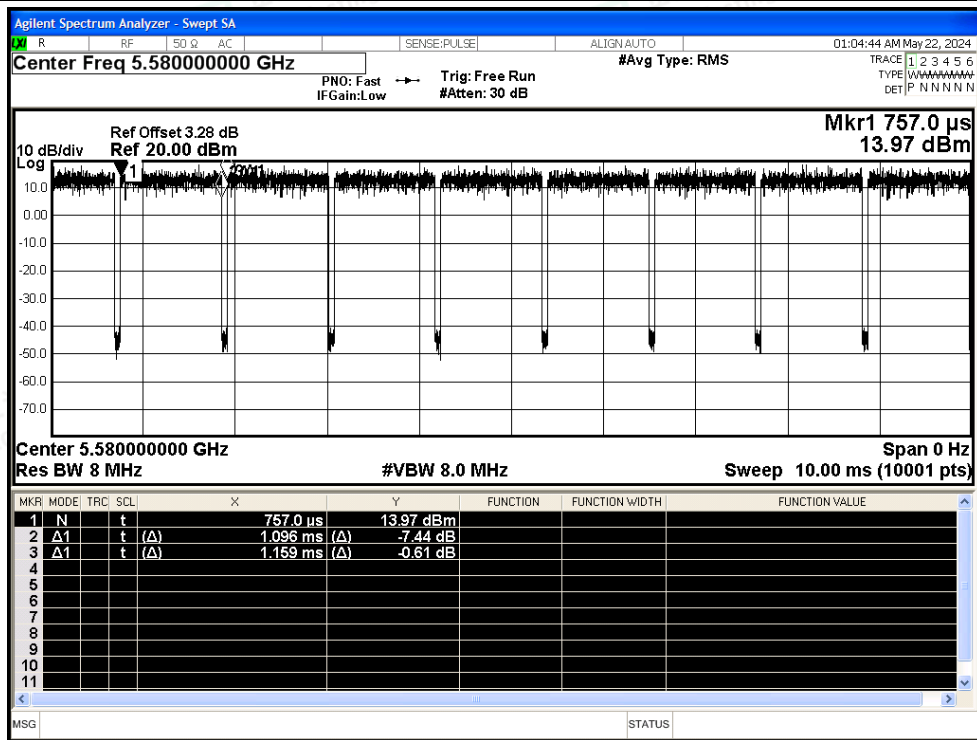 Agilent Spectrum Analyzer - Swept SA
LXI R RF 50 Ω AC SENSE:PULSE ALIGN AUTO 01:04:44 AM May 22, 2024
Center Freq 5.580000000 GHz #Avg Type: RMS TRACE 1 2 3 4 5 6
PNO: Fast Trig: Free Run TYPE WWWWWW
IFGain:Low #Atten: 30 dB DET P N N N N N
Mkr1 757.0 µs
Ref Offset 3.28 dB
10 dB/div Ref 20.00 dBm 13.97 dBm
Log
1
10.0
0.00
-10.0
-20.0
-30.0
-40.0
-50.0
-60.0
-70.0
Center 5.580000000 GHz Span 0 Hz
Res BW 8 MHz #VBW 8.0 MHz Sweep 10.00 ms (10001 pts)
MKR MODE TRC SCL X Y FUNCTION FUNCTION WIDTH FUNCTION VALUE
1 N t 757.0 µs 13.97 dBm
2 Δ1 t (Δ) 1.096 ms (Δ) -7.44 dB
3 Δ1 t (Δ) 1.159 ms (Δ) -0.61 dB
4
5
6
7
8
9
10
11
MSG STATUS